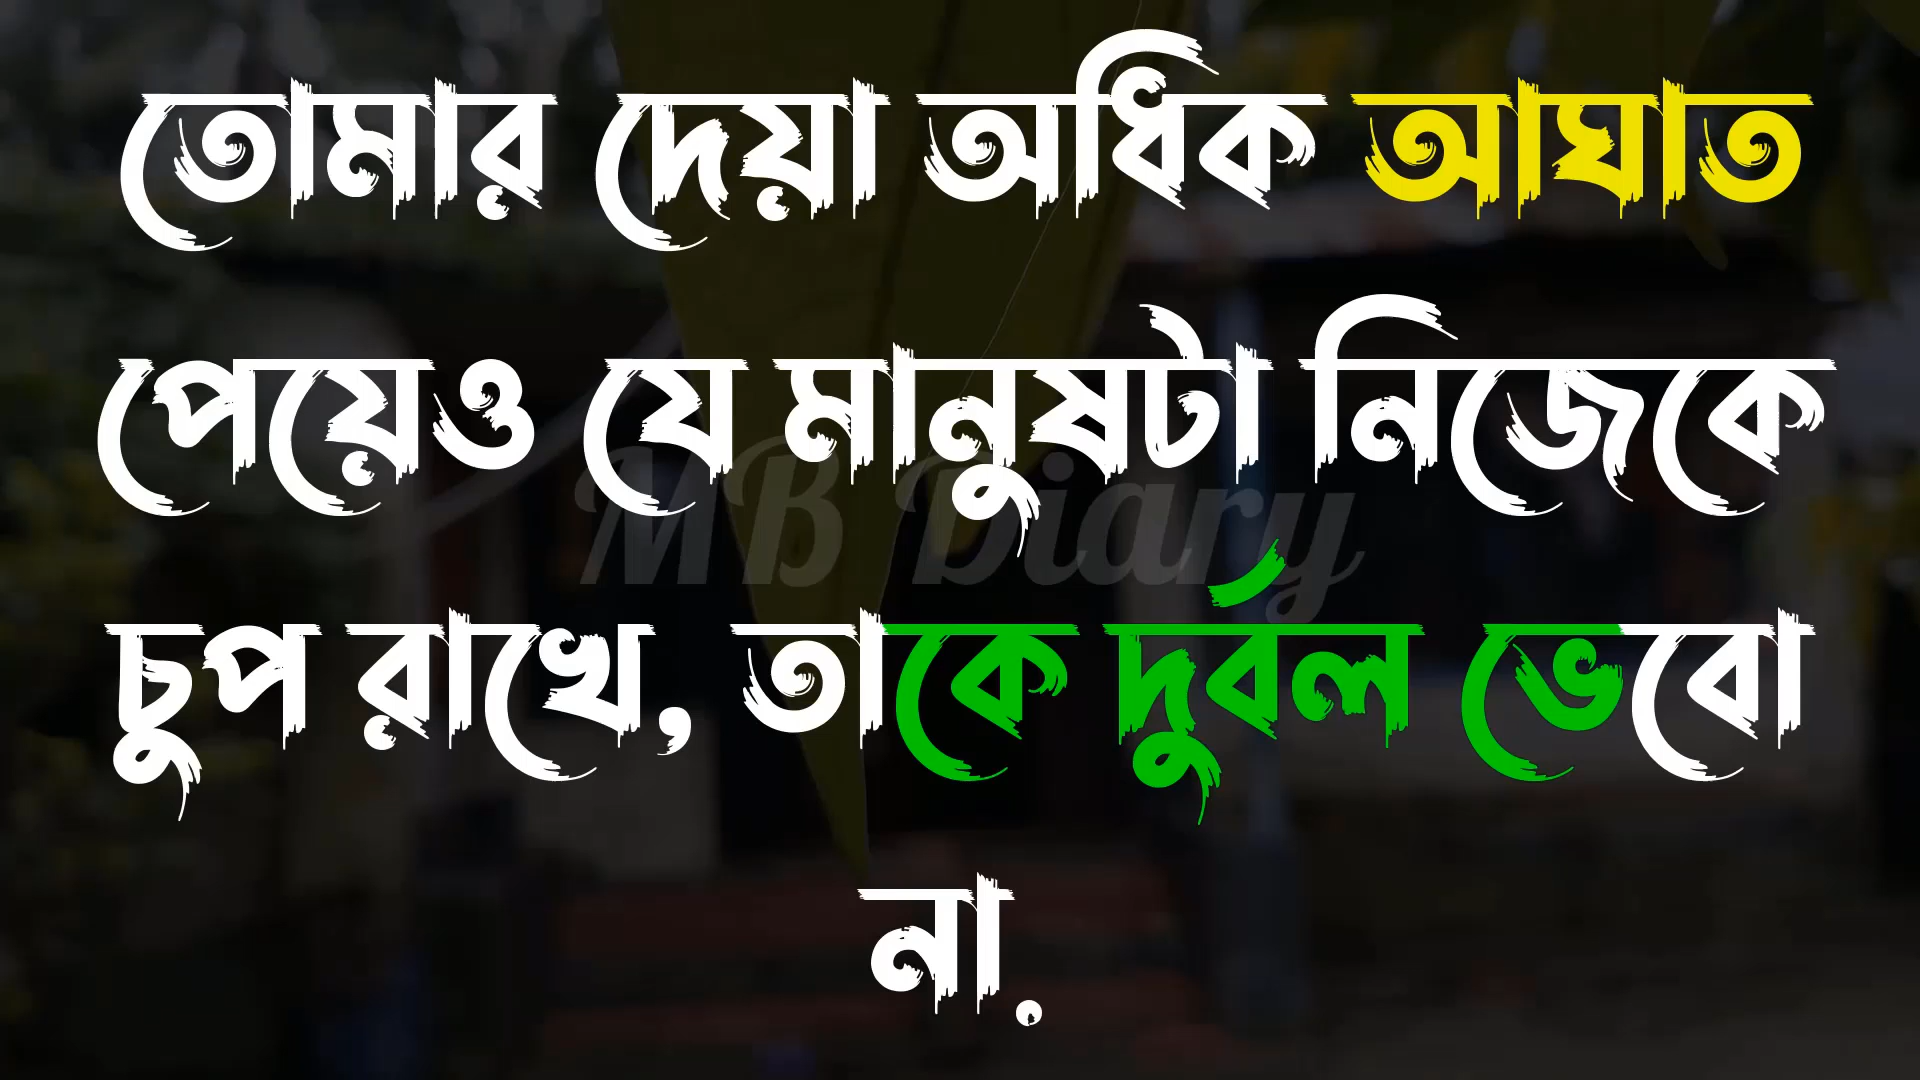 তোমার দেয়া অধিক আঘাত
পেয়েও যে মানুষটা নিজেকে
MB Diary
চুপ রাখে, তাকে দুর্বল ভেবো
না.